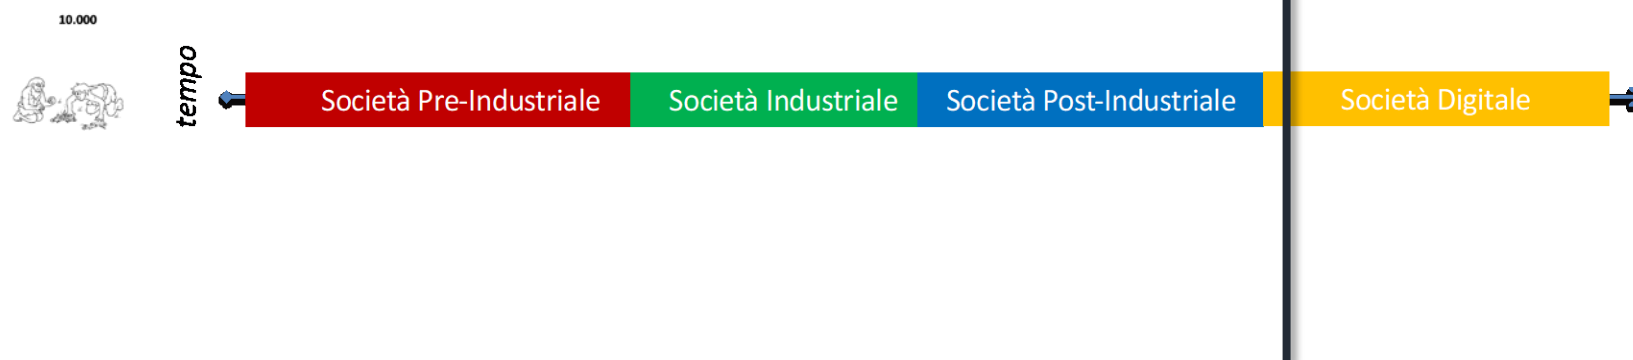 10.000
tempo
Società Pre-Industriale
Società Industriale
Società Post-Industriale
Società Digitale